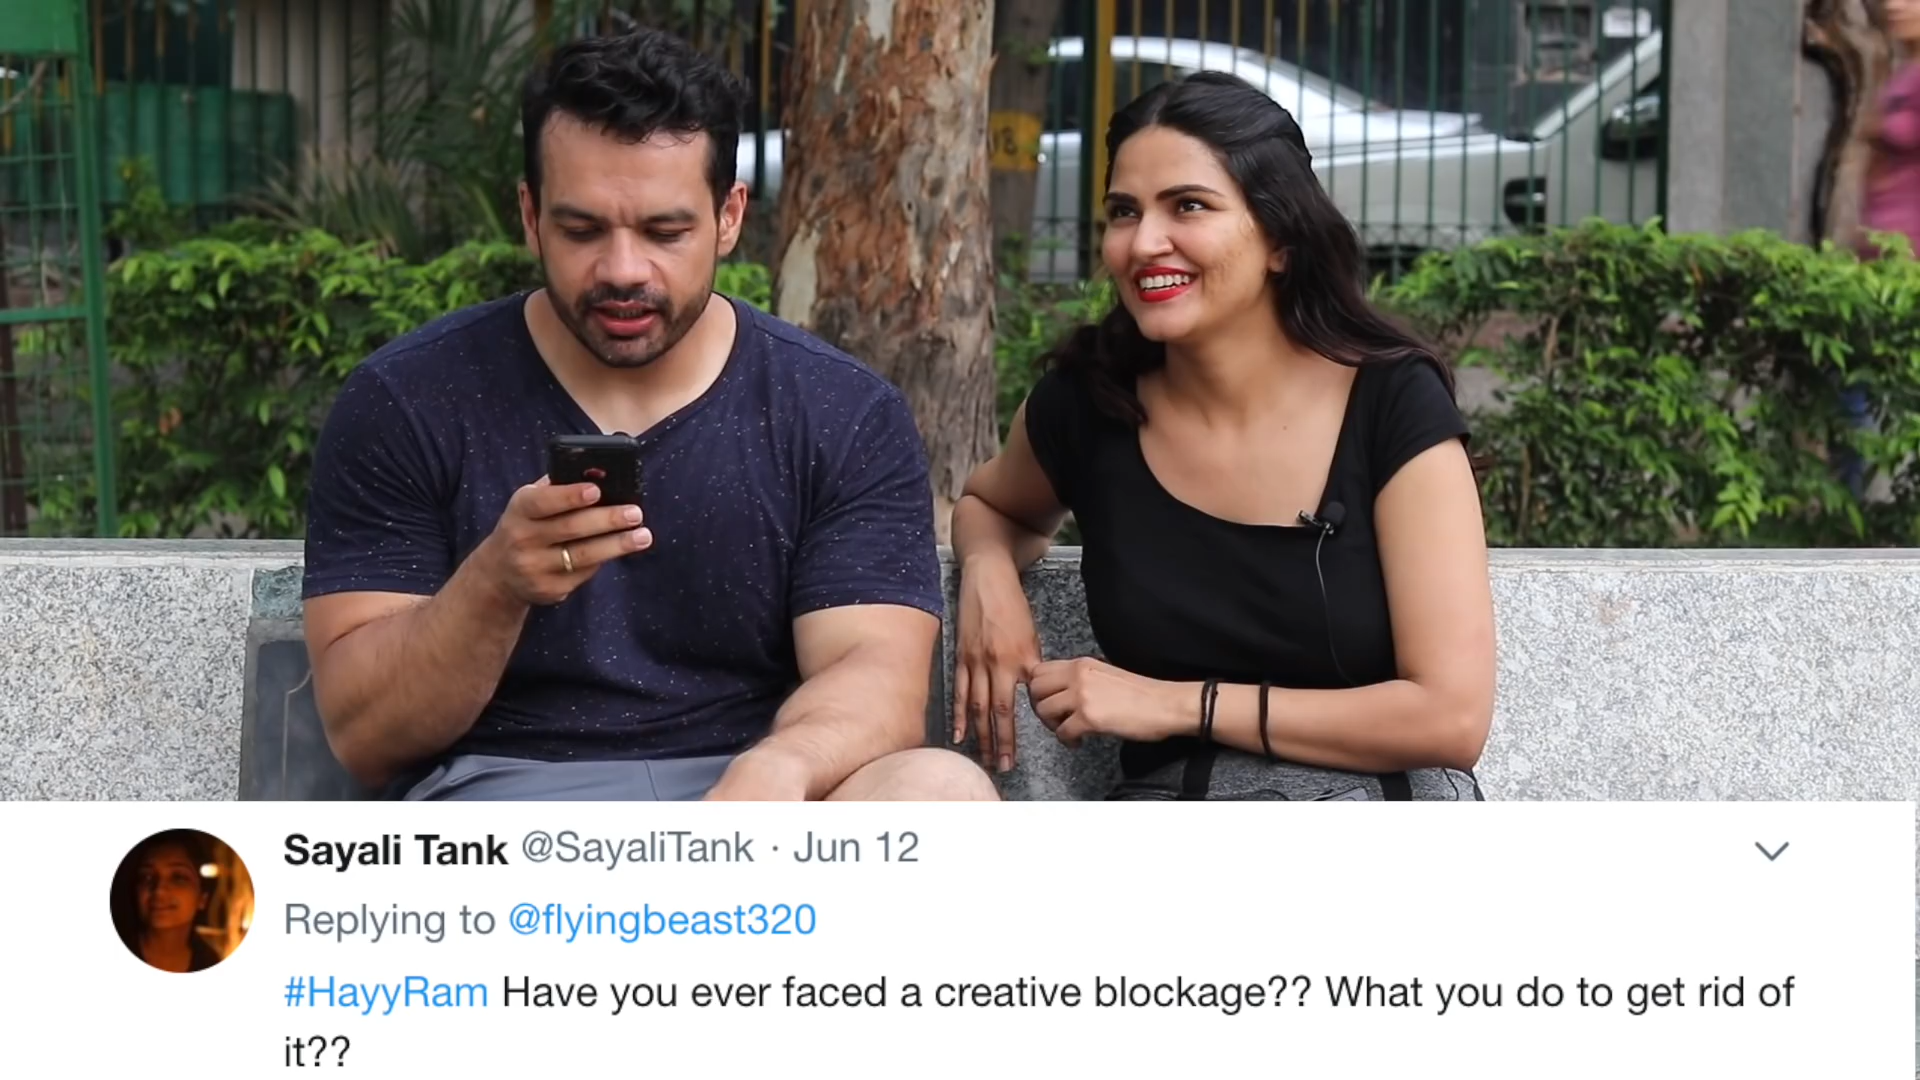 Sayali Tank @SayaliTank · Jun 12
Replying to @flyingbeast320
#HayyRam Have you ever faced a creative blockage?? What you do to get rid of
it??